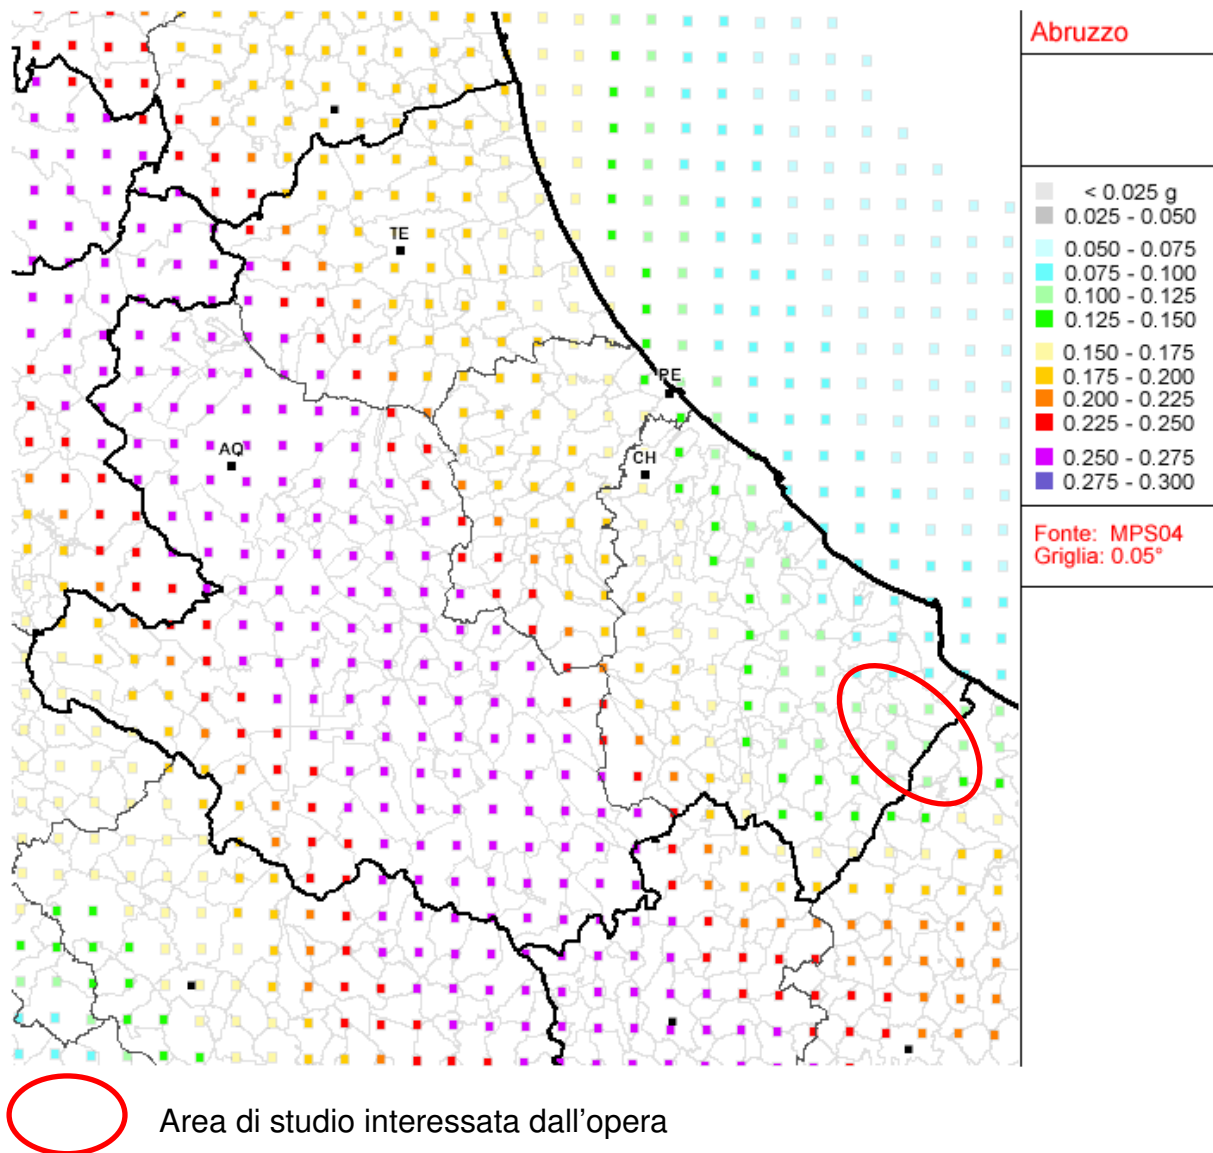 Abruzzo
< 0.025 g
0.025 - 0.050
0.050 - 0.075
0.075 - 0.100
0.100 - 0.125
0.125 - 0.150
0.150 - 0.175
0.175 - 0.200
0.200 - 0.225
0.225 - 0.250
0.250 - 0.275
0.275 - 0.300
Fonte: MPS04
Griglia: 0.05°
TE
PE
AQ
CH
Area di studio interessata dall'opera